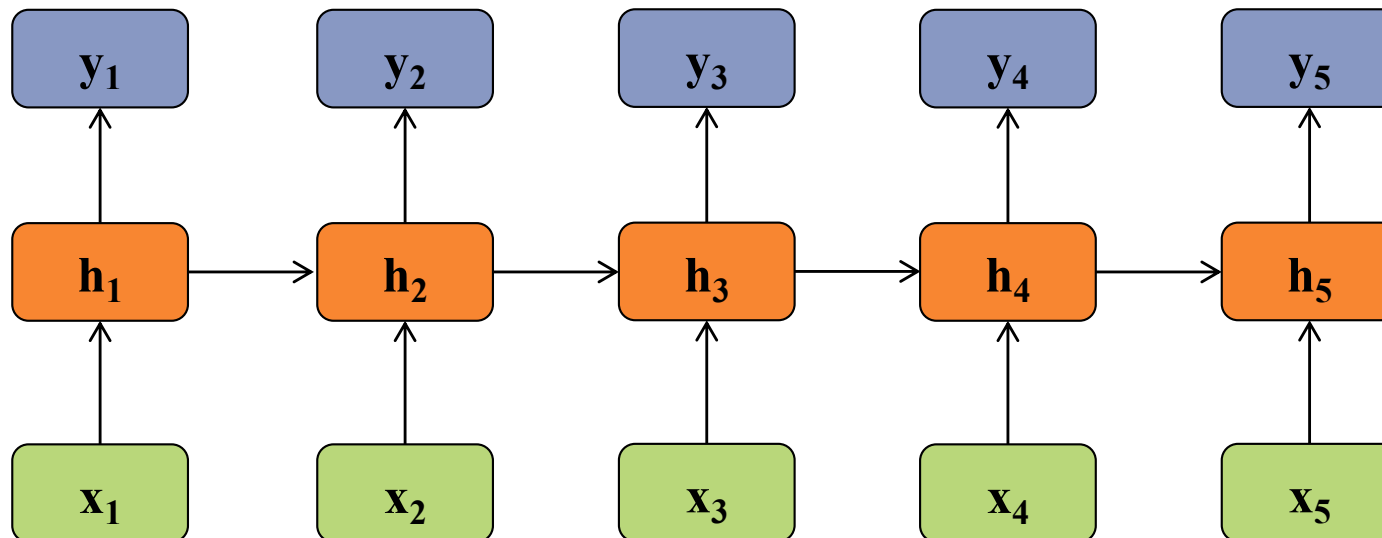 y₁ y₂ y₃ y₄ y₅
h₁ h₂ h₃ h₄ h₅
x₁ x₂ x₃ x₄ x₅